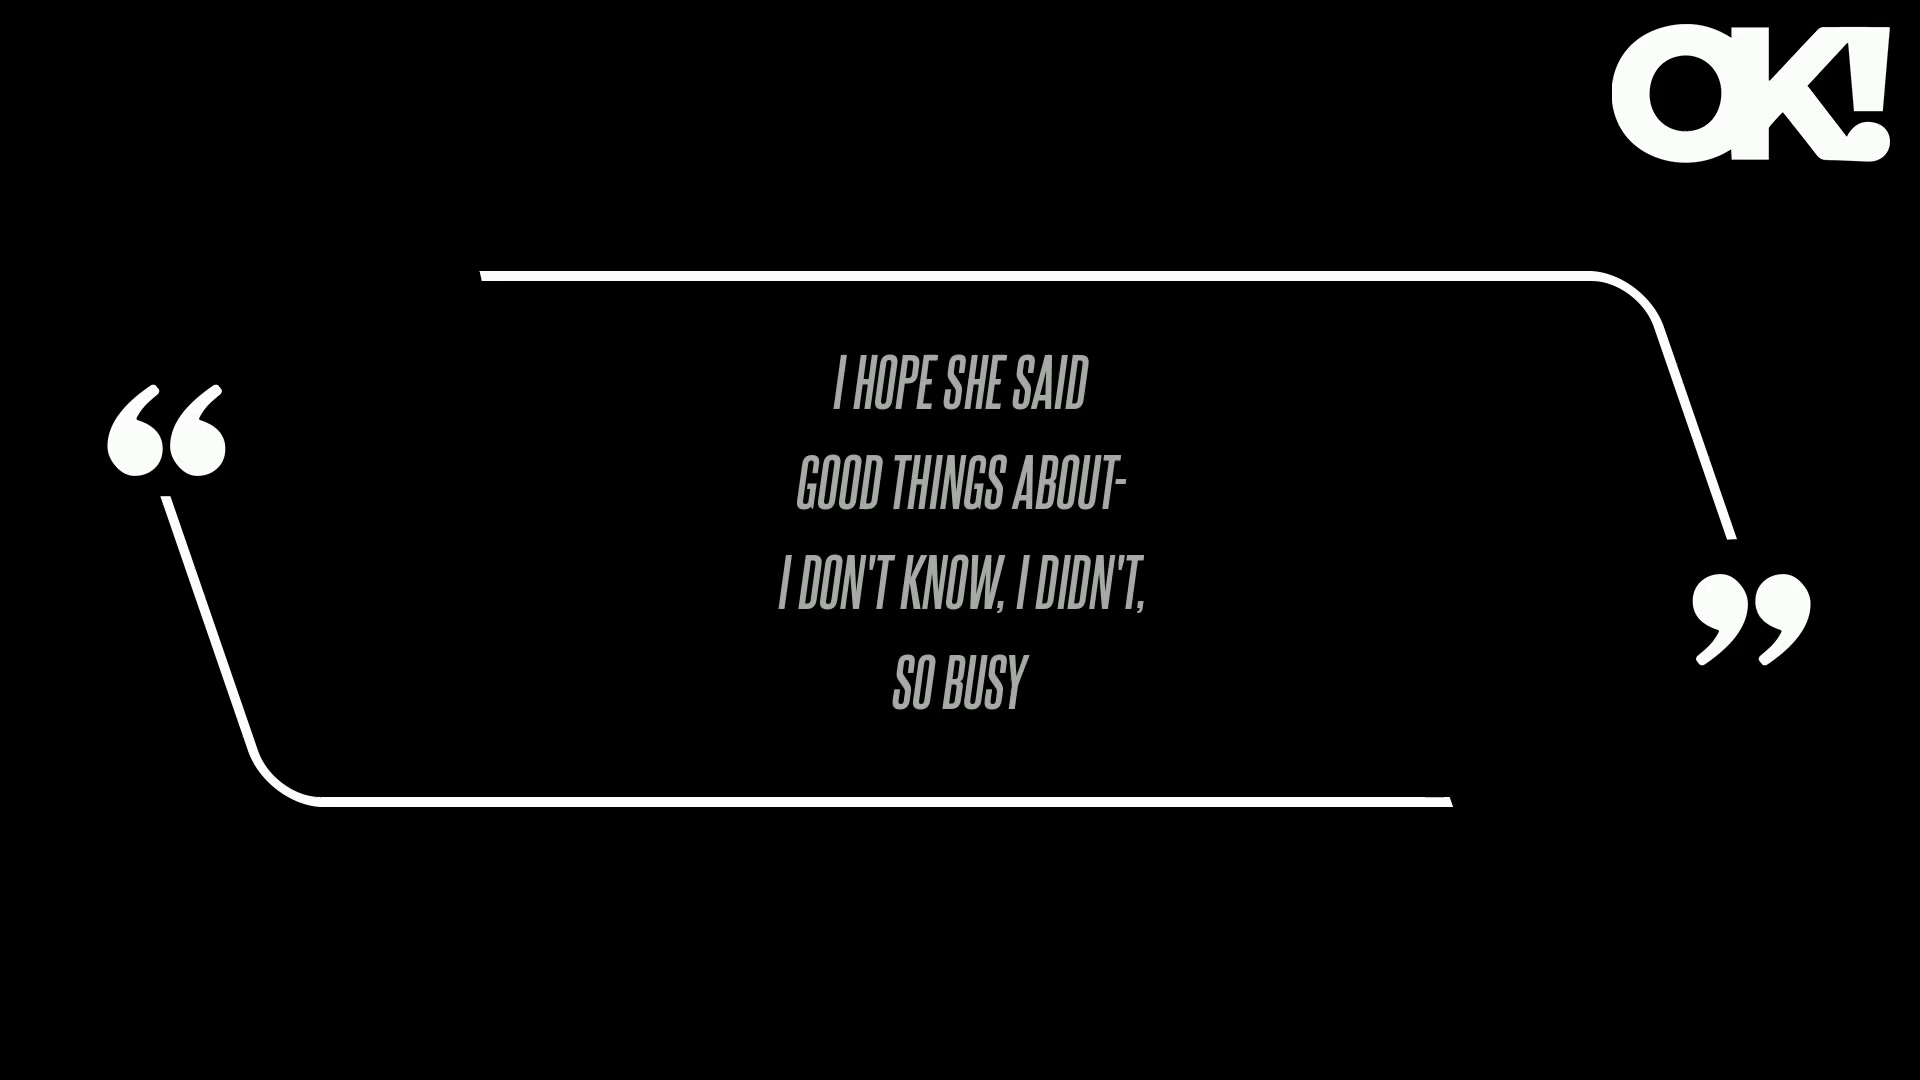 OK!
“
I HOPE SHE SAID
GOOD THINGS ABOUT-
I DON'T KNOW, I DIDN'T,
SO BUSY
”